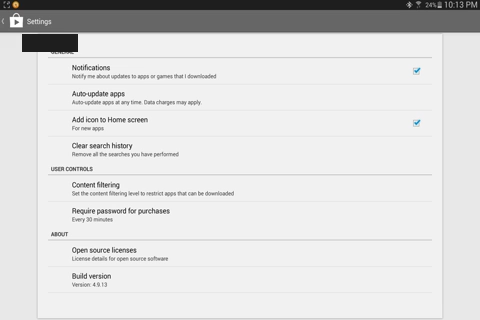 24% 10:13 PM
Settings
GENERAL
Notifications
Notify me about updates to apps or games that I downloaded
Auto-update apps
Auto-update apps at any time. Data charges may apply.
Add icon to Home screen
For new apps
Clear search history
Remove all the searches you have performed
USER CONTROLS
Content filtering
Set the content filtering level to restrict apps that can be downloaded
Require password for purchases
Every 30 minutes
ABOUT
Open source licenses
License details for open source software
Build version
Version: 4.9.13